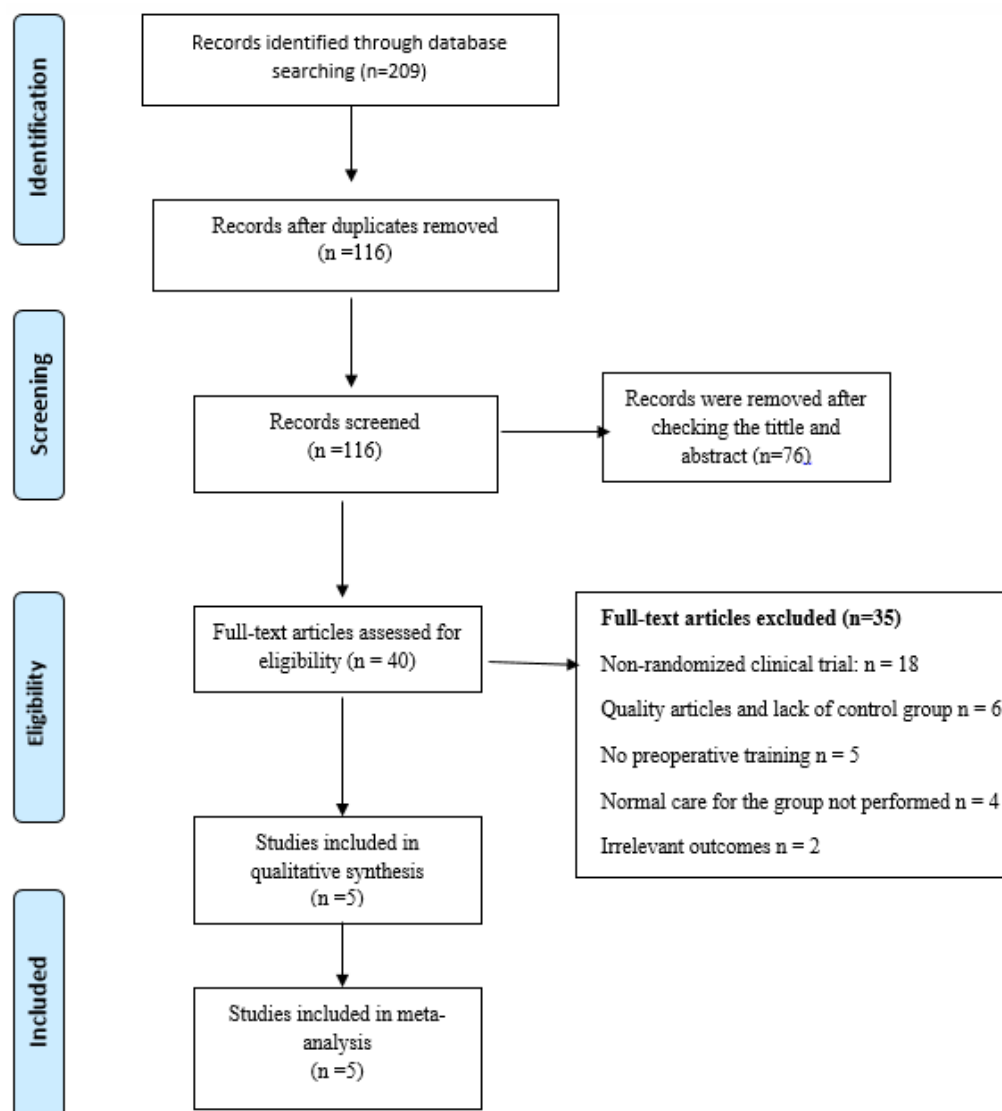 Identification
Records identified through database
searching (n=209)
Records after duplicates removed
(n =116)
Screening
Records screened
(n =116)
Records were removed after
checking the tittle and
abstract (n=76)
Eligibility
Full-text articles assessed for
eligibility (n = 40)
Full-text articles excluded (n=35)
Non-randomized clinical trial: n = 18
Quality articles and lack of control group n = 6
No preoperative training n = 5
Normal care for the group not performed n = 4
Irrelevant outcomes n = 2
Studies included in
qualitative synthesis
(n =5)
Included
Studies included in meta-
analysis
(n =5)